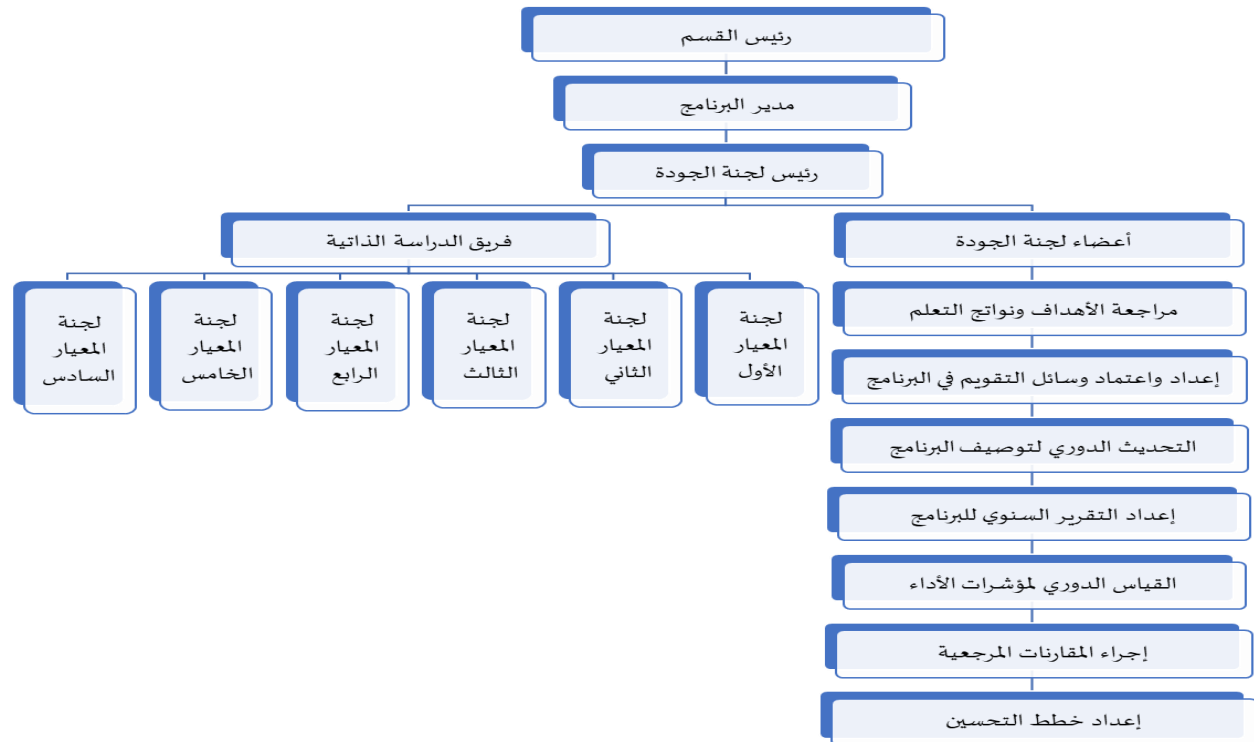 رئيس القسم
مدير البرنامج
رئيس لجنة الجودة
أعضاء لجنة الجودة
فريق الدراسة الذاتية
مراجعة الأهداف ونواتج التعلم
إعداد واعتماد وسائل التقويم في البرنامج
التحديث الدوري لتوصيف البرنامج
إعداد التقرير السنوي للبرنامج
القياس الدوري لمؤشرات الأداء
إجراء المقارنات المرجعية
إعداد خطط التحسين
لجنة
المعيار
الأول
لجنة
المعيار
الثاني
لجنة
المعيار
الثالث
لجنة
المعيار
الرابع
لجنة
المعيار
الخامس
لجنة
المعيار
السادس